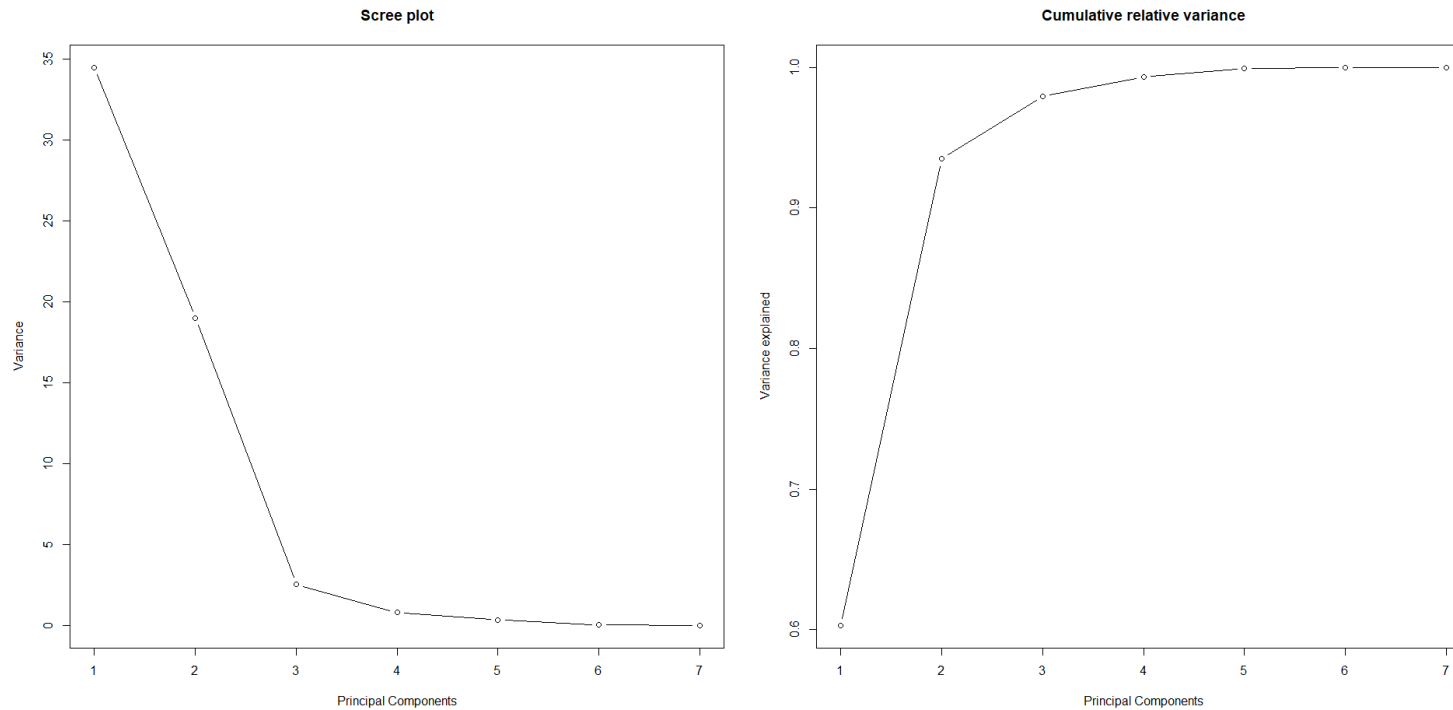 Scree plot
35
30
25
20
15
10
5
0
Variance
1 2 3 4 5 6 7
Principal Components
Cumulative relative variance
1.0
0.9
0.8
0.7
0.6
Variance explained
1 2 3 4 5 6 7
Principal Components